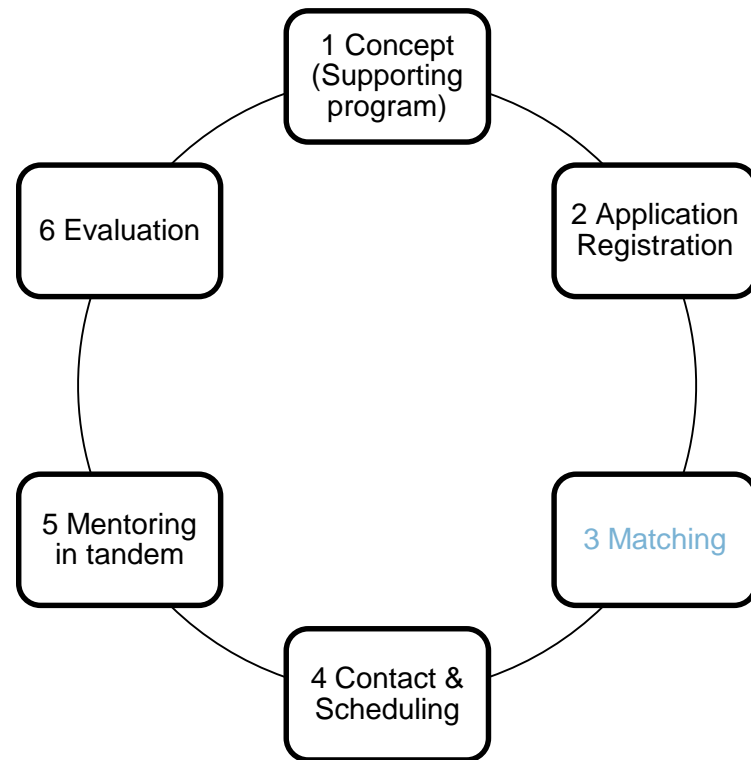 1 Concept
(Supporting
program)
2 Application
Registration
3 Matching
4 Contact &
Scheduling
5 Mentoring
in tandem
6 Evaluation